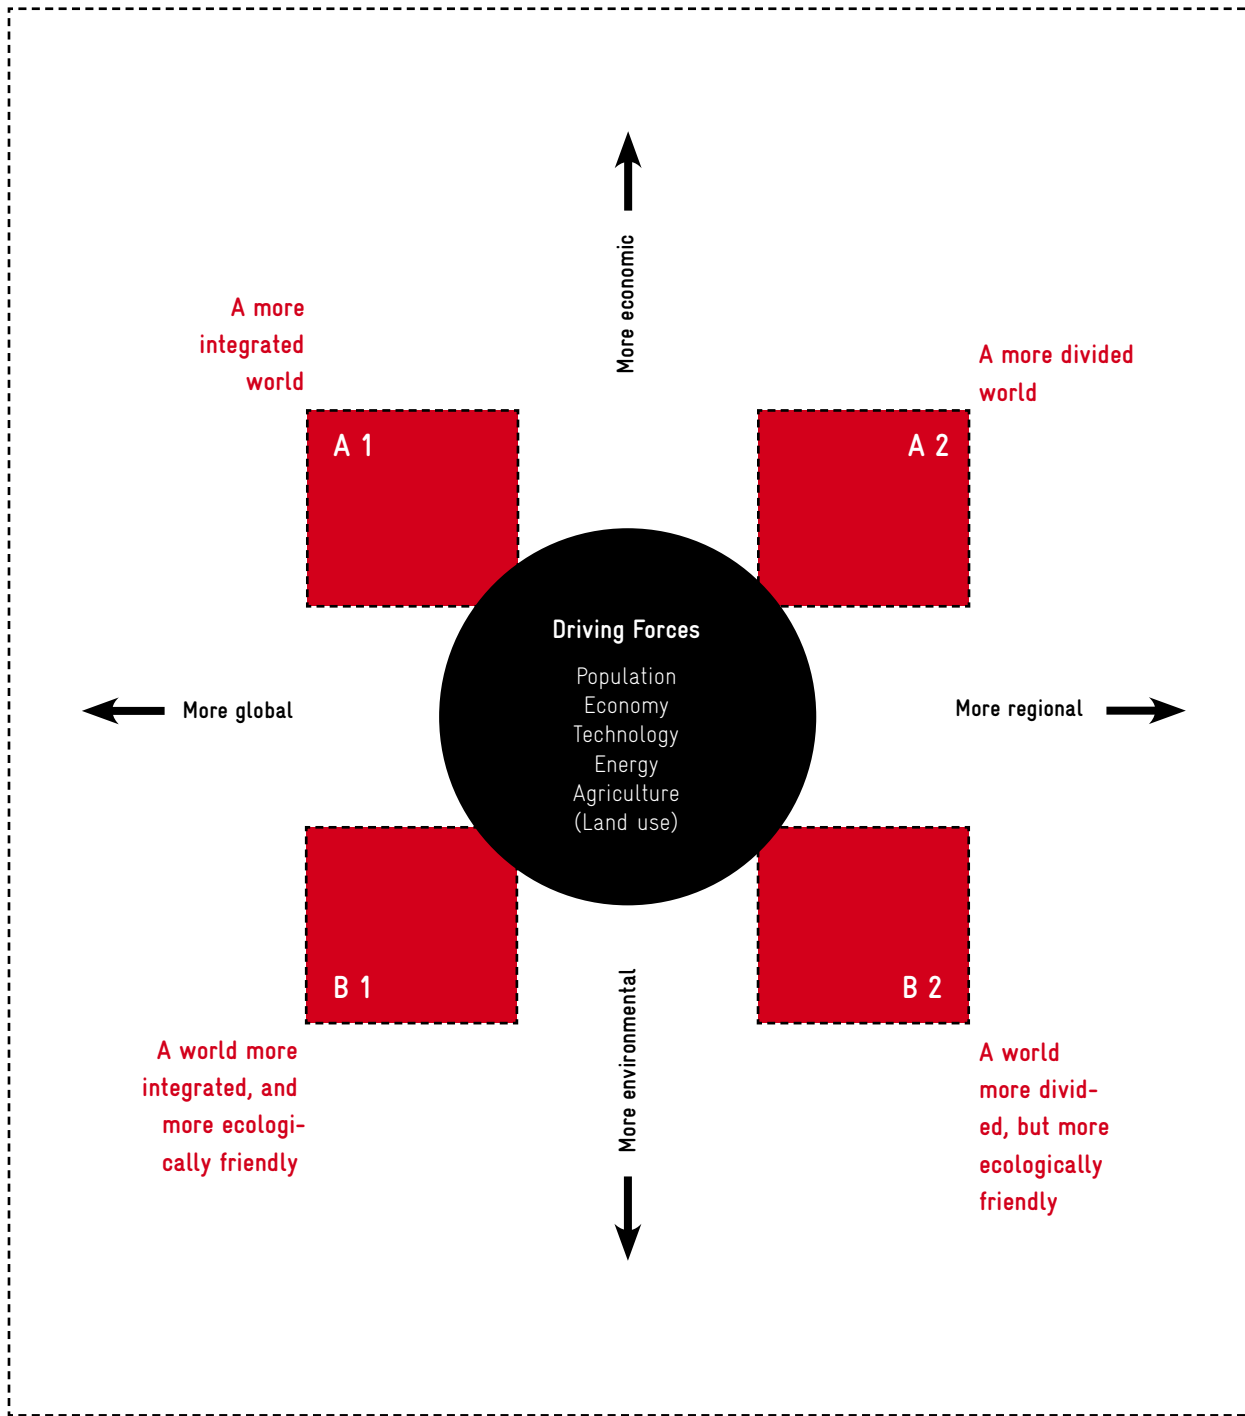 More economic
A more
integrated
world
A more divided
world
A 1
A 2
Driving Forces
Population
Economy
Technology
Energy
Agriculture
(Land use)
More global
More regional
B 1
B 2
More environmental
A world more
integrated, and
more ecologi-
cally friendly
A world
more divid-
ed, but more
ecologically
friendly